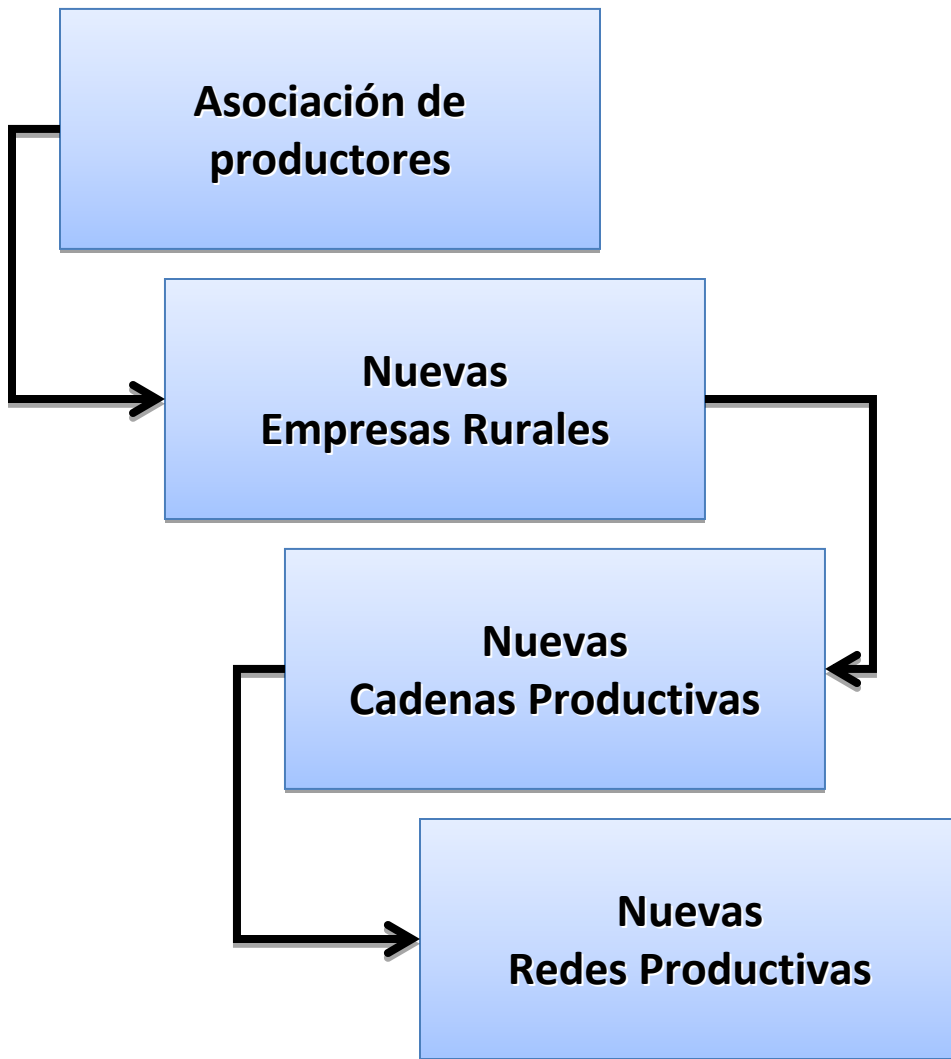 Asociación de
productores
Nuevas
Empresas Rurales
Nuevas
Cadenas Productivas
Nuevas
Redes Productivas